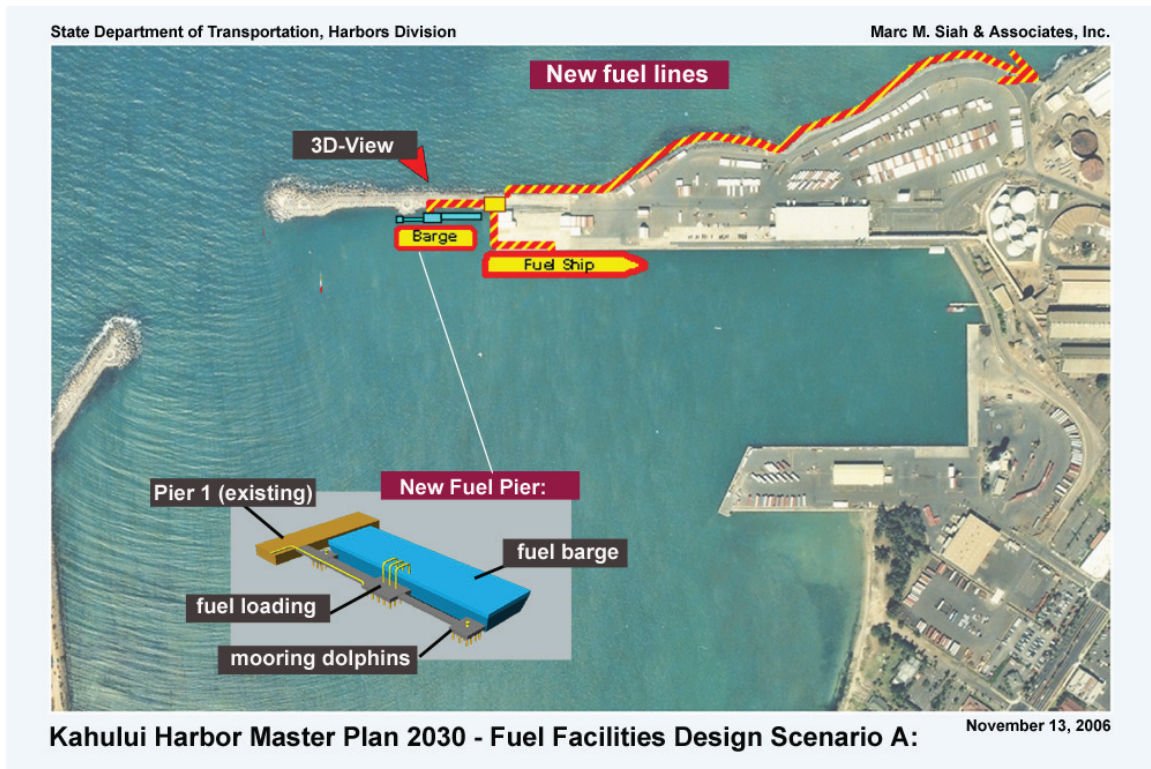 State Department of Transportation, Harbors Division
Marc M. Siah & Associates, Inc.
New fuel lines
3D-View
Barge
Fuel Ship
New Fuel Pier:
Pier 1 (existing)
fuel barge
fuel loading
mooring dolphins
November 13, 2006
Kahului Harbor Master Plan 2030 - Fuel Facilities Design Scenario A: